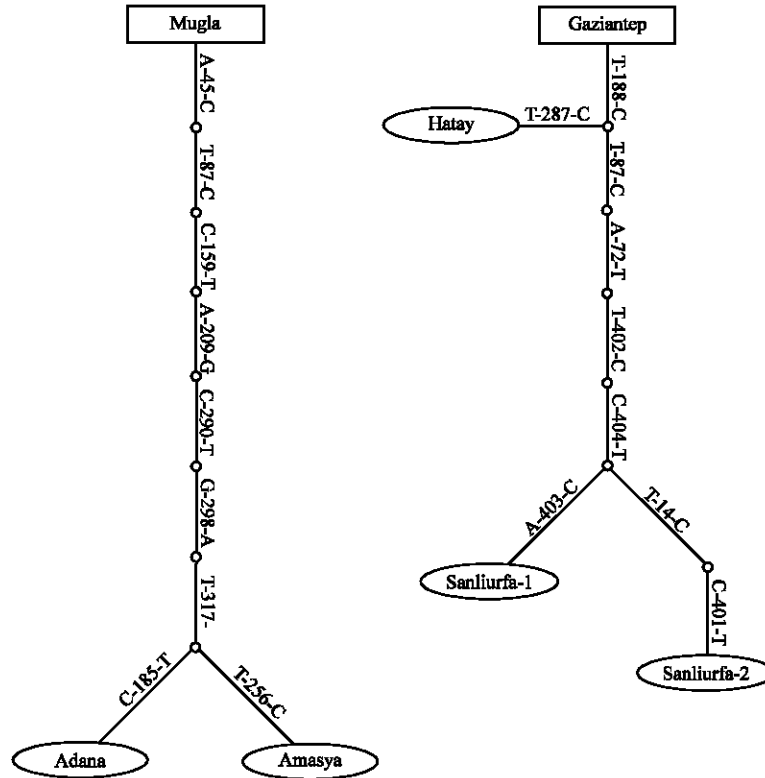 Mugla
A-45-C
T-87-C
C-159-T
A-209-G
C-290-T
G-298-A
T-317-
C-185-T
T-256-C
Adana
Amasya
Gaziantep
T-188-C
Hatay
T-287-C
T-87-C
A-72-T
T-402-C
C-404-T
A-403-C
T-14-C
Sanliurfa-1
C-401-T
Sanliurfa-2